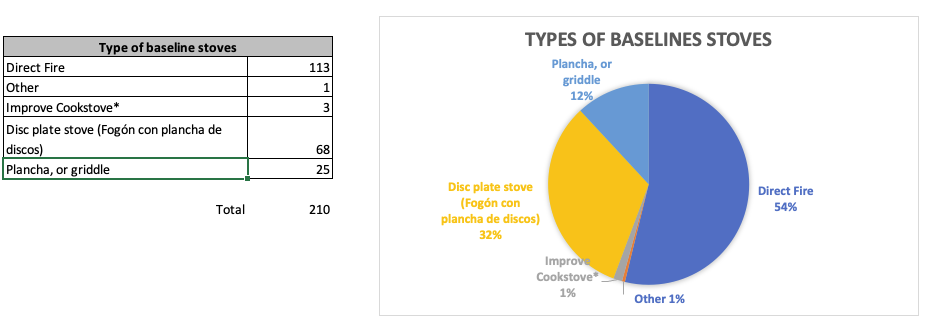 Type of baseline stoves
Direct Fire 113
Other 1
Improve Cookstove* 3
Disc plate stove (Fogón con plancha de
discos) 68
Plancha, or griddle 25
Total 210
TYPES OF BASELINES STOVES
Plancha, or
griddle
12%
Disc plate stove
(Fogón con
plancha de discos)
32%
Direct Fire
54%
Improve
Cookstove*
1%
Other 1%